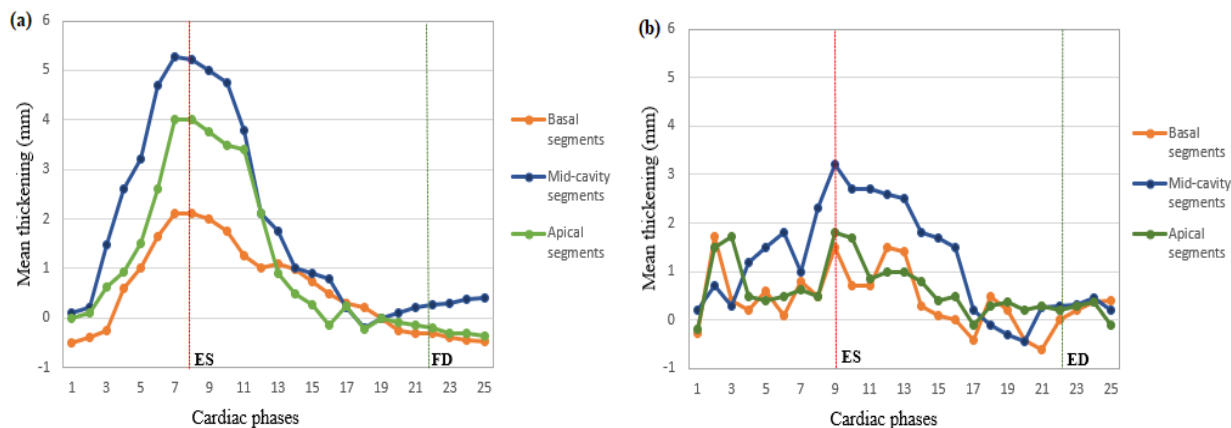 (a)
Mean thickening (mm)
6
5
4
3
2
1
0
-1
1 3 5 7 9 11 13 15 17 19 21 23 25
Cardiac phases
ES
FD
Basal
segments
Mid-cavity
segments
Apical
segments
(b)
Mean thickening (mm)
6
5
4
3
2
1
0
-1
1 3 5 7 9 11 13 15 17 19 21 23 25
Cardiac phases
ES
ED
Basal
segments
Mid-cavity
segments
Apical
segments